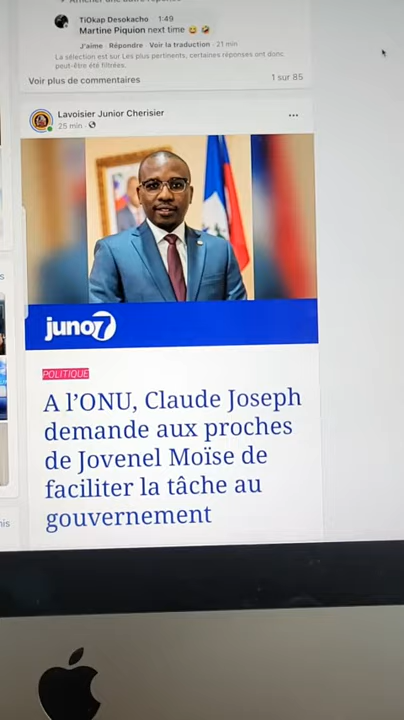 TiOkap Desokacho 1:49
Martine Piquion next time 😂 🤣
J'aime · Répondre · Voir la traduction · 21 min
La sélection est sur Les plus pertinents, certaines réponses ont donc
peut-être été filtrées.
Voir plus de commentaires
1 sur 85
Lavoisier Junior Cherisier
25 min
juno7
POLITIQUE
A l'ONU, Claude Joseph
demande aux proches
de Jovenel Moïse de
faciliter la tâche au
gouvernement